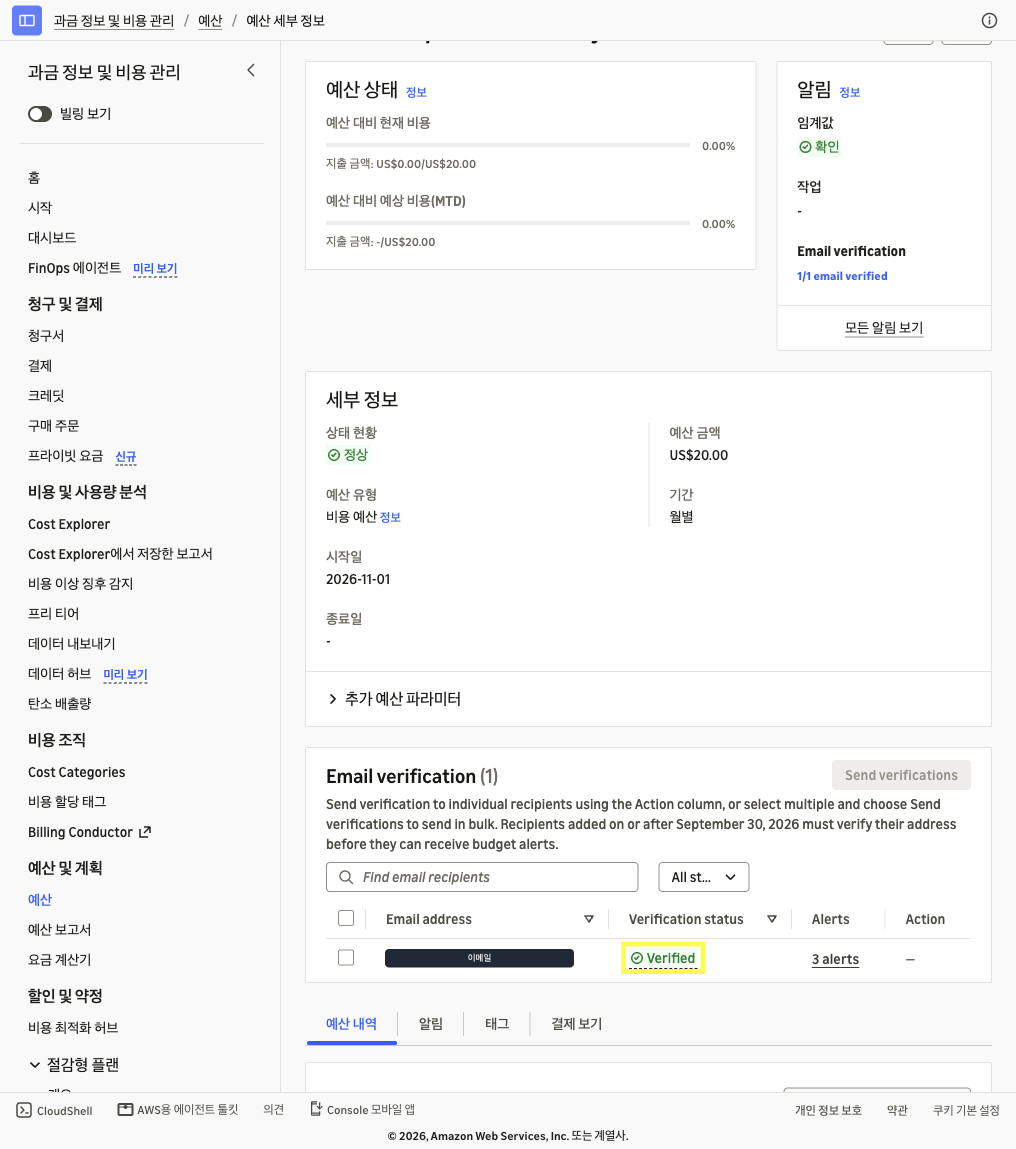 과금 정보 및 비용 관리 / 예산 / 예산 세부 정보
과금 정보 및 비용 관리
빌링 보기
홈
시작
대시보드
FinOps 에이전트 미리 보기
청구 및 결제
청구서
결제
크레딧
구매 주문
프라이빗 요금 신규
비용 및 사용량 분석
Cost Explorer
Cost Explorer에서 저장한 보고서
비용 이상 징후 감지
프리 티어
데이터 내보내기
데이터 허브 미리 보기
탄소 배출량
비용 조직
Cost Categories
비용 할당 태그
Billing Conductor
예산 및 계획
예산
예산 보고서
요금 계산기
할인 및 약정
비용 최적화 허브
절감형 플랜
예산 상태 정보
예산 대비 현재 비용
0.00%
지출 금액: US$0.00/US$20.00
예산 대비 예상 비용(MTD)
0.00%
지출 금액: -/US$20.00
알림 정보
임계값
확인
작업
-
Email verification
1/1 email verified
모든 알림 보기
세부 정보
상태 현황
정상
예산 금액
US$20.00
예산 유형
비용 예산 정보
기간
월별
시작일
2026-11-01
종료일
-
추가 예산 파라미터
Email verification (1)
Send verifications
Send verification to individual recipients using the Action column, or select multiple and choose Send
verifications to send in bulk. Recipients added on or after September 30, 2026 must verify their address
before they can receive budget alerts.
Find email recipients
All st...
Email address Verification status Alerts Action
이메일 Verified 3 alerts –
예산 내역 알림 태그 결제 보기
CloudShell AWS용 에이전트 툴킷 의견 Console 모바일 앱 개인 정보 보호 약관 쿠키 기본 설정
© 2026, Amazon Web Services, Inc. 또는 계열사.